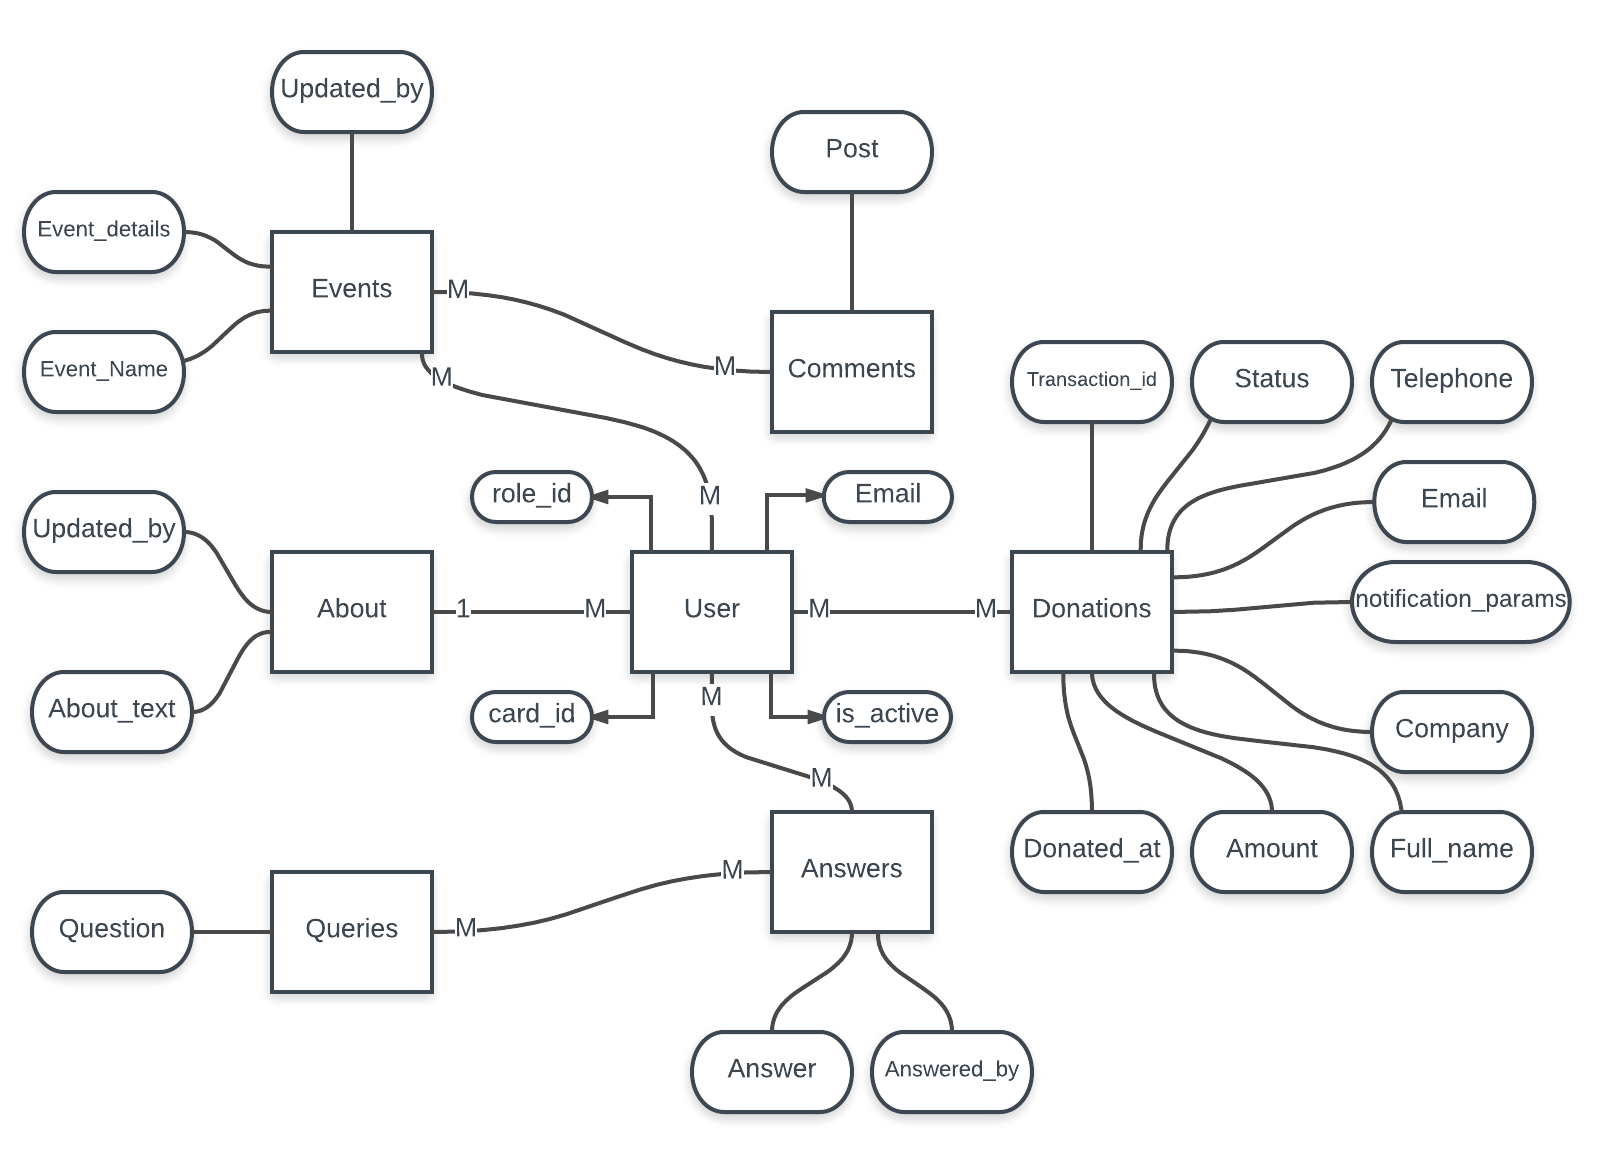 Updated_by
Post
Event_details
Events
M
Event_Name
M
Comments
M
Transaction_id
Status
Telephone
role_id
M
Email
Email
Updated_by
About
1
M
User
M
M
Donations
notification_params
About_text
card_id
M
is_active
Company
M
Donated_at
Amount
Full_name
Answers
M
Question
Queries
M
Answer
Answered_by